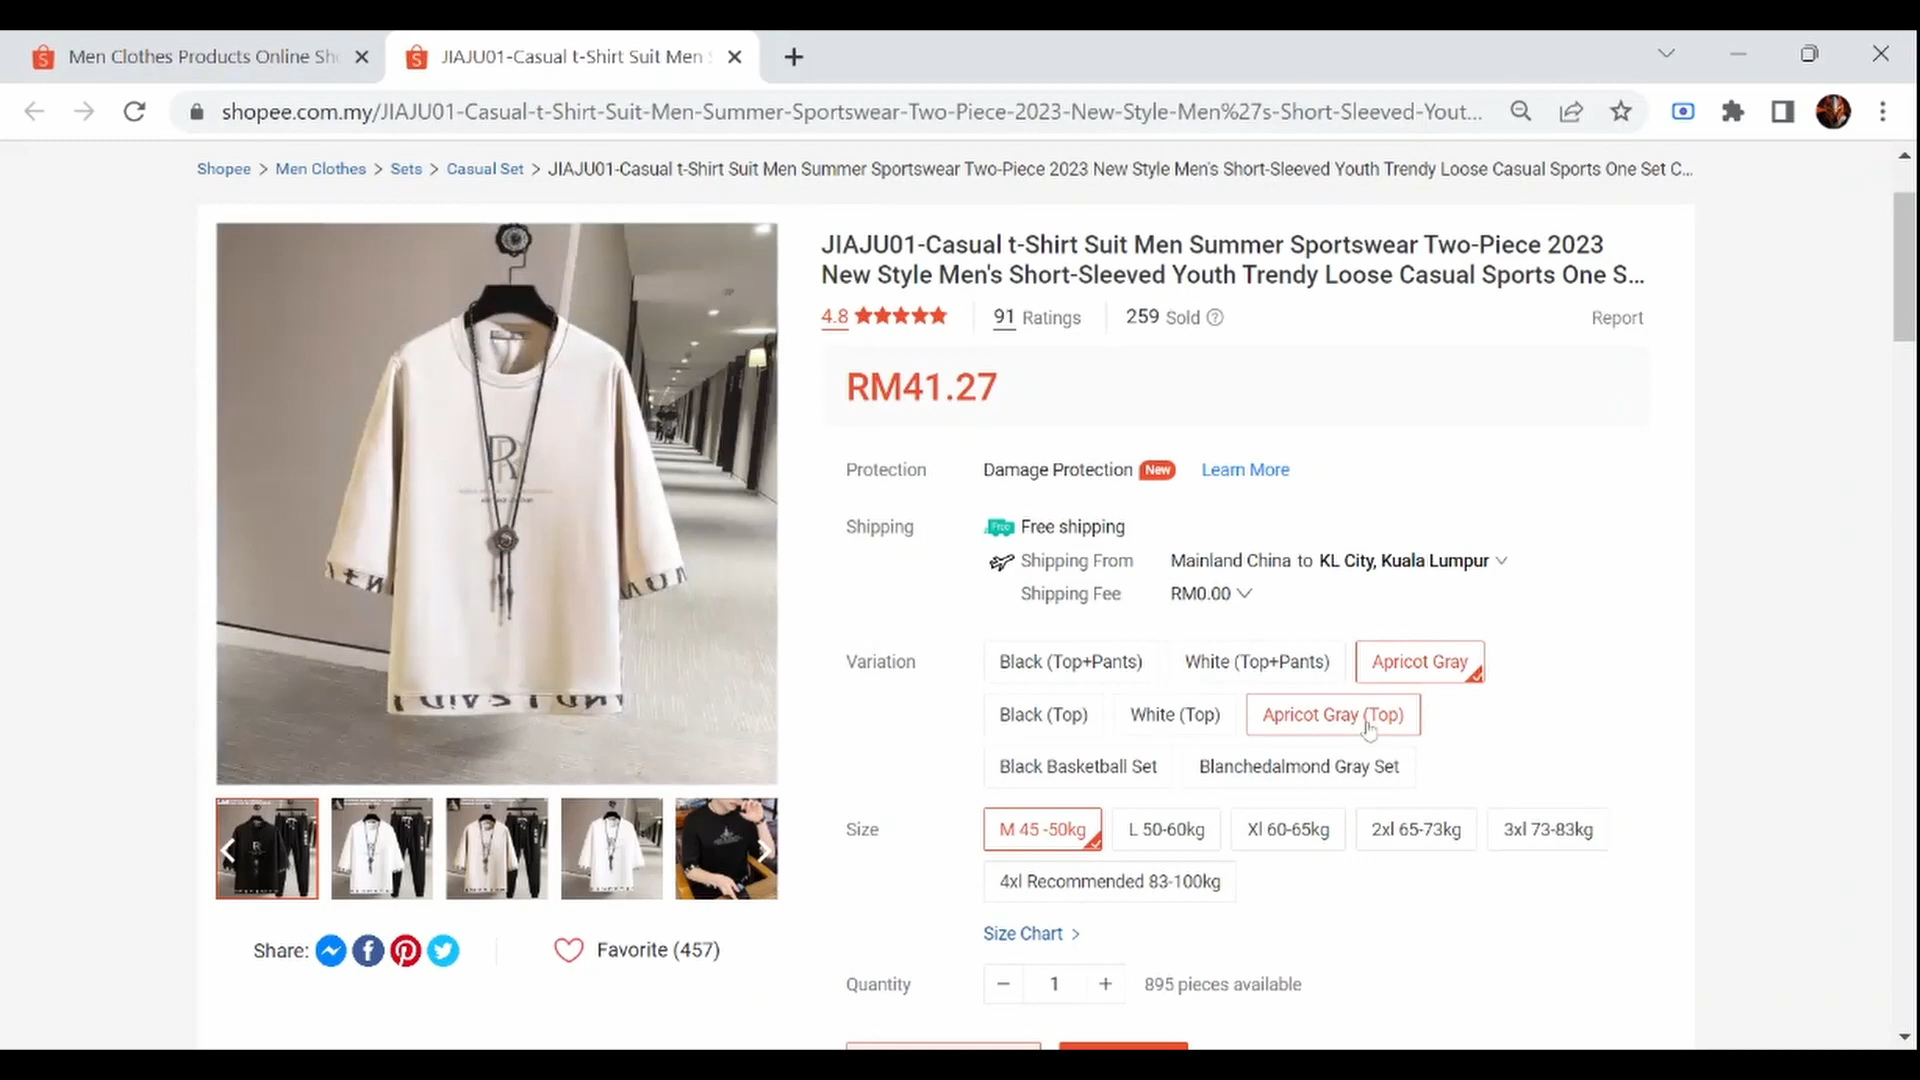 Men Clothes Products Online Sh
JIAJU01-Casual t-Shirt Suit Men
shopee.com.my/JIAJU01-Casual-t-Shirt-Suit-Men-Summer-Sportswear-Two-Piece-2023-New-Style-Men%27s-Short-Sleeved-Yout...
Shopee > Men Clothes > Sets > Casual Set > JIAJU01-Casual t-Shirt Suit Men Summer Sportswear Two-Piece 2023 New Style Men's Short-Sleeved Youth Trendy Loose Casual Sports One Set C...
JIAJU01-Casual t-Shirt Suit Men Summer Sportswear Two-Piece 2023
New Style Men's Short-Sleeved Youth Trendy Loose Casual Sports One S...
4.8 91 Ratings 259 Sold ? Report
RM41.27
Protection Damage Protection New Learn More
Shipping Free Free shipping
Shipping From Mainland China to KL City, Kuala Lumpur
Shipping Fee RM0.00
Variation Black (Top+Pants) White (Top+Pants) Apricot Gray
Black (Top) White (Top) Apricot Gray (Top)
Black Basketball Set Blanchedalmond Gray Set
Size M 45 -50kg L 50-60kg Xl 60-65kg 2xl 65-73kg 3xl 73-83kg
4xl Recommended 83-100kg
Size Chart >
Quantity − 1 + 895 pieces available
R
Share: Favorite (457)